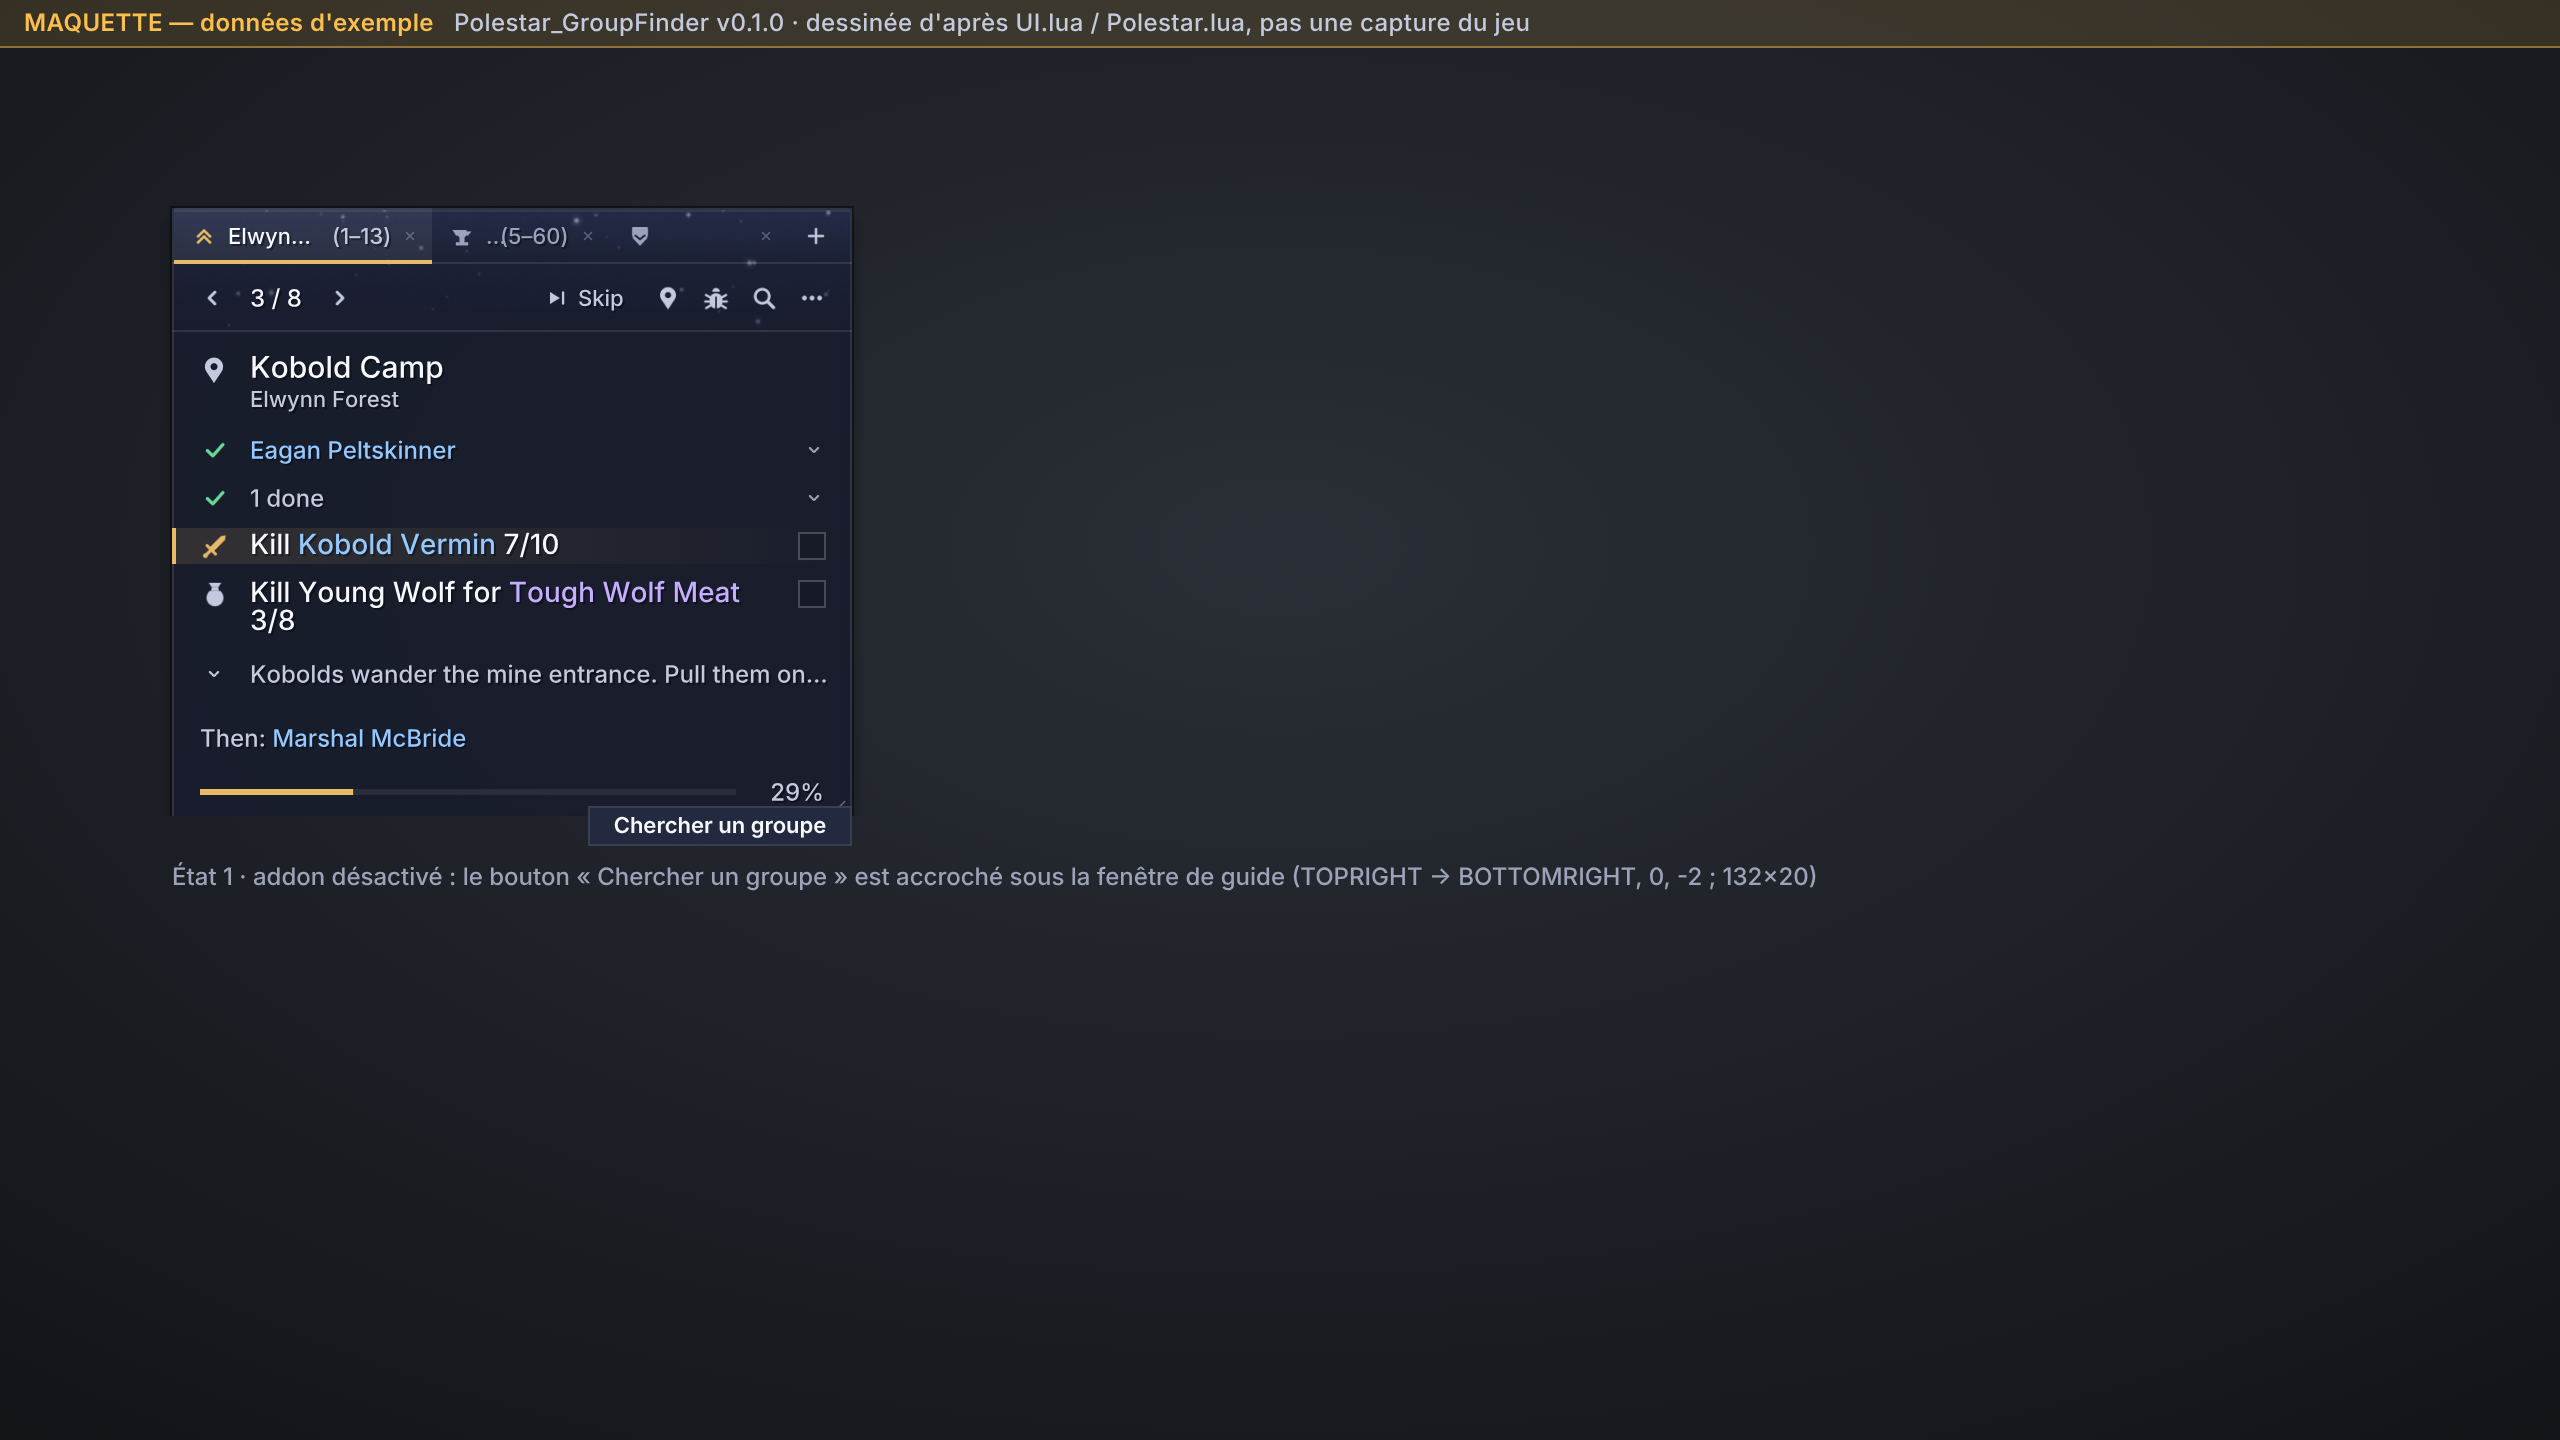 MAQUETTE — données d'exemple Polestar_GroupFinder v0.1.0 · dessinée d'après UI.lua / Polestar.lua, pas une capture du jeu
Elwyn... (1–13) × ...(5–60) × × +
3 / 8 Skip
Kobold Camp
Elwynn Forest
Eagan Peltskinner
1 done
Kill Kobold Vermin 7/10
Kill Young Wolf for Tough Wolf Meat
3/8
Kobolds wander the mine entrance. Pull them on...
Then: Marshal McBride
29%
Chercher un groupe
État 1 · addon désactivé : le bouton « Chercher un groupe » est accroché sous la fenêtre de guide (TOPRIGHT → BOTTOMRIGHT, 0, -2 ; 132×20)